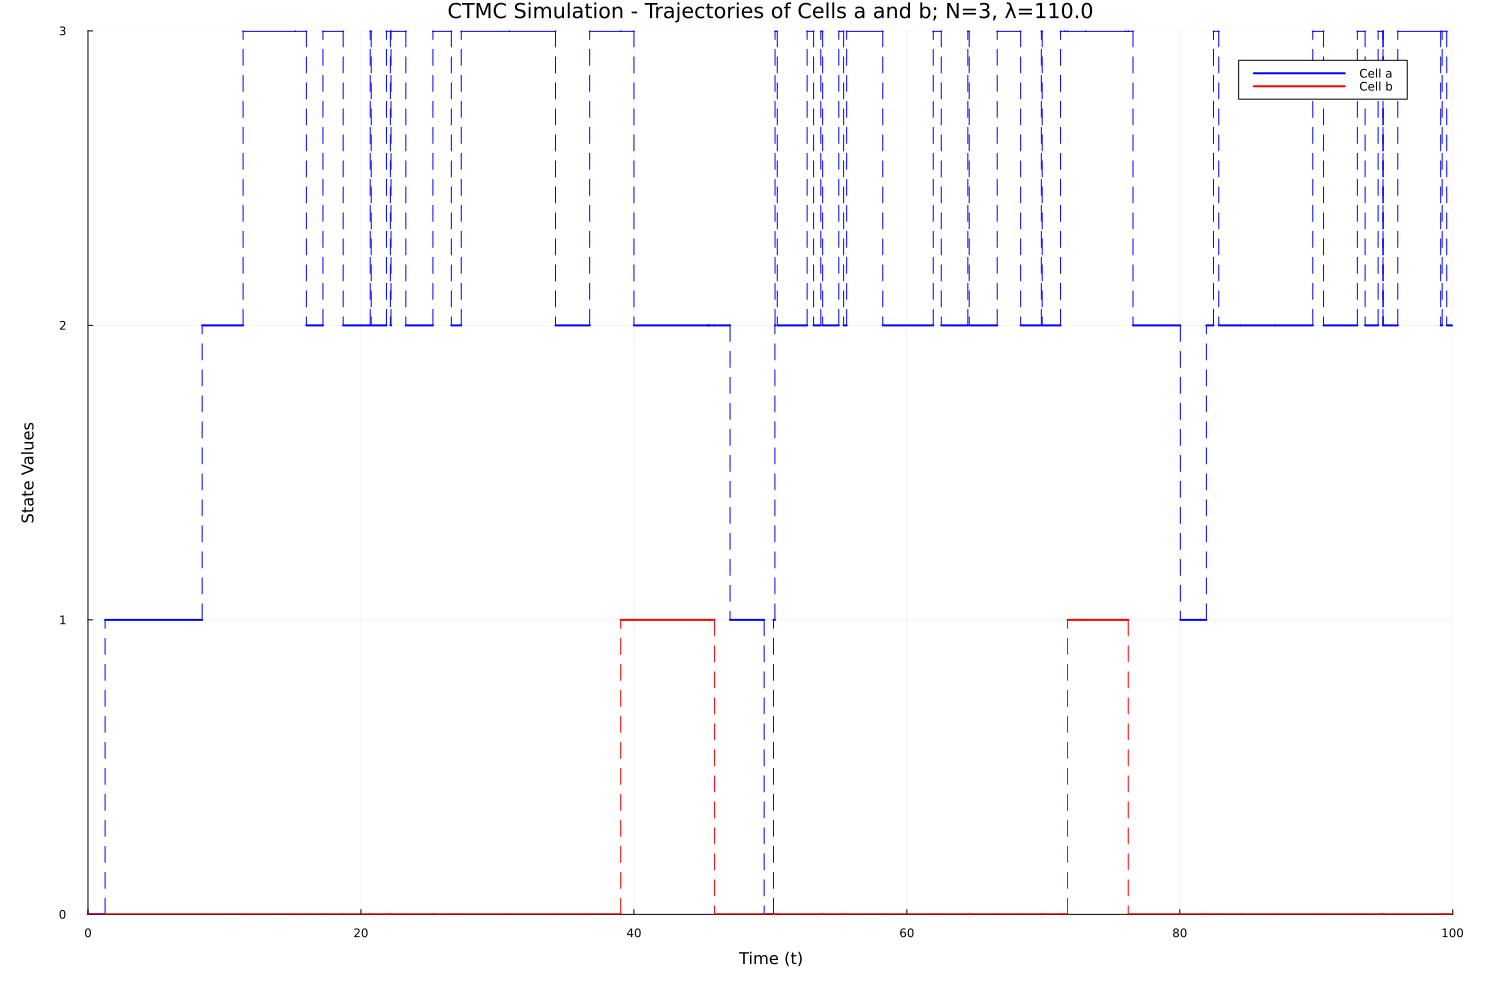 CTMC Simulation - Trajectories of Cells a and b; N=3, λ=110.0
3
Cell a
Cell b
2
State Values
1
0
0 20 40 60 80 100
Time (t)